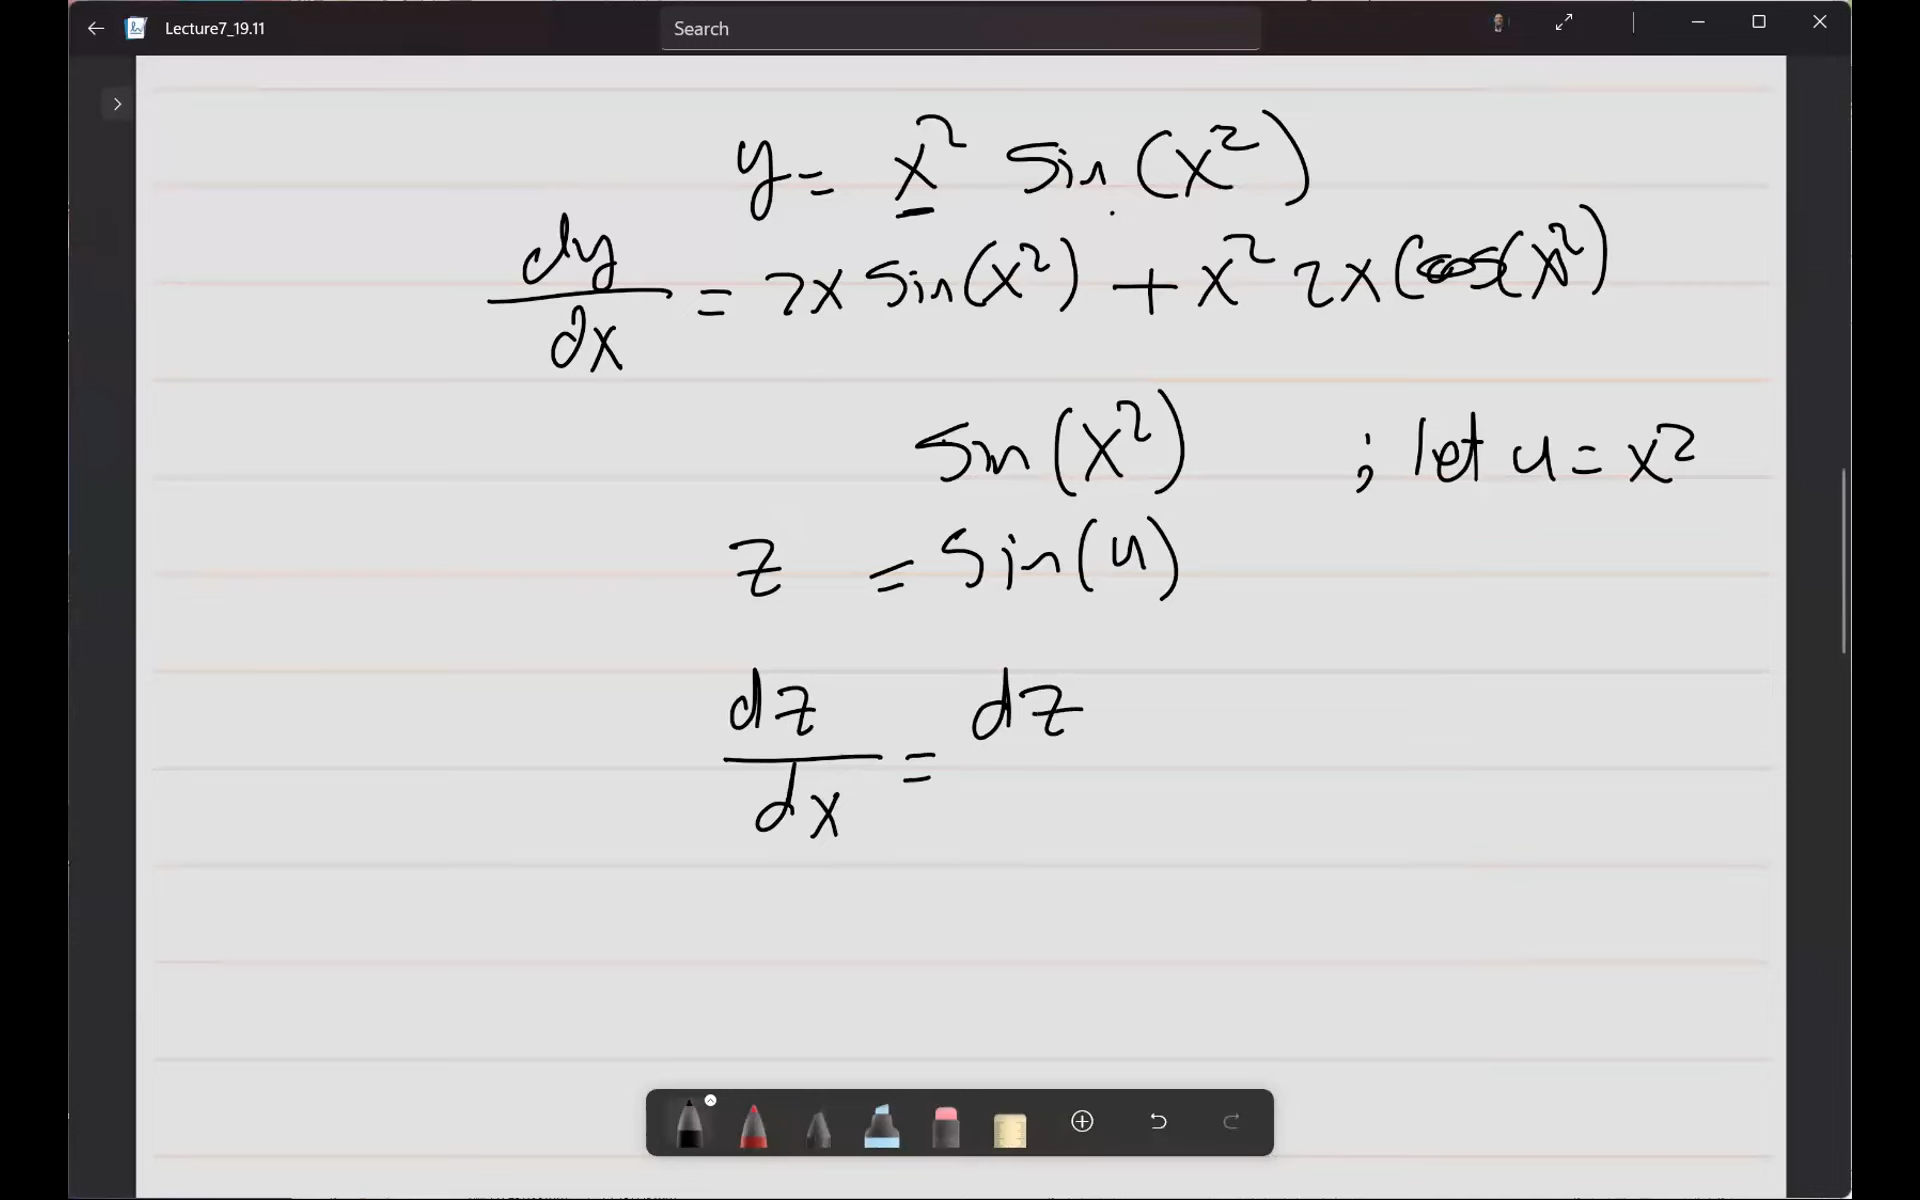 Lecture7_19.11
Search
y = x² sin(x²)
dy/dx = 2x sin(x²) + x² 2x (cos(x²)
sin(x²) ; let u = x²
z = sin(u)
dz/dx = dz